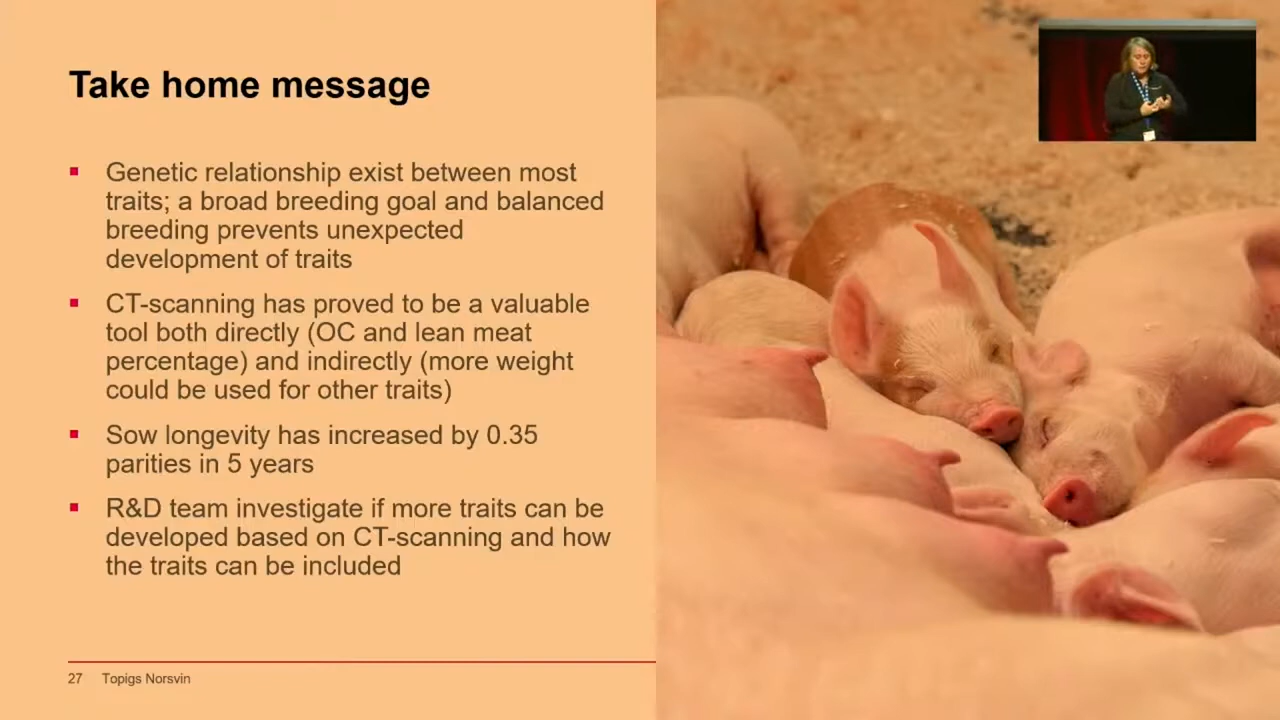 Take home message
Genetic relationship exist between most
traits; a broad breeding goal and balanced
breeding prevents unexpected
development of traits
CT-scanning has proved to be a valuable
tool both directly (OC and lean meat
percentage) and indirectly (more weight
could be used for other traits)
Sow longevity has increased by 0.35
parities in 5 years
R&D team investigate if more traits can be
developed based on CT-scanning and how
the traits can be included
27 Topigs Norsvin